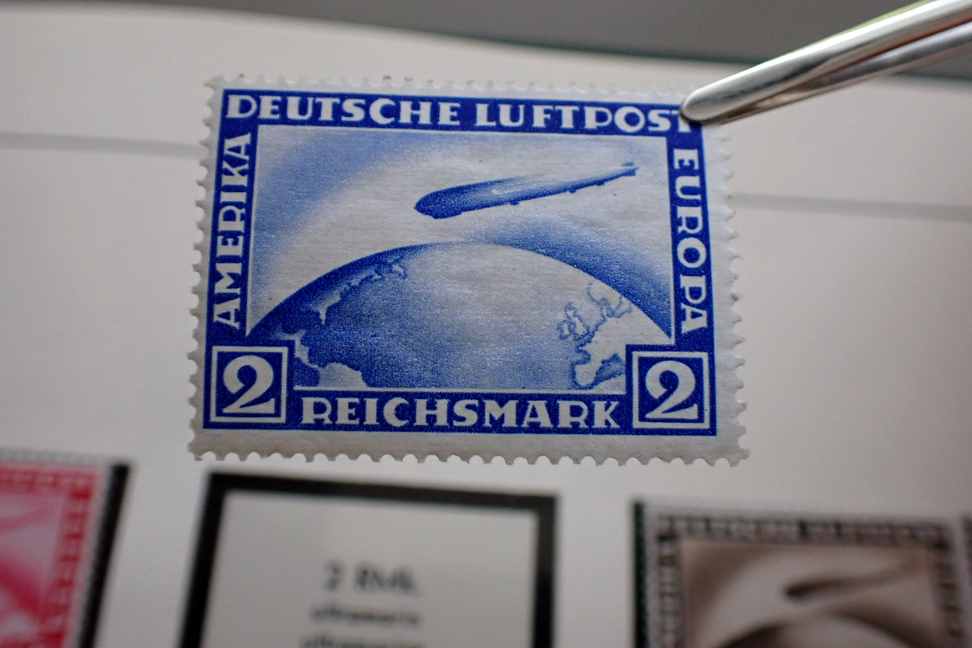 DEUTSCHE LUFTPOST
AMERIKA
EUROPA
2
REICHSMARK
2
2 RM.